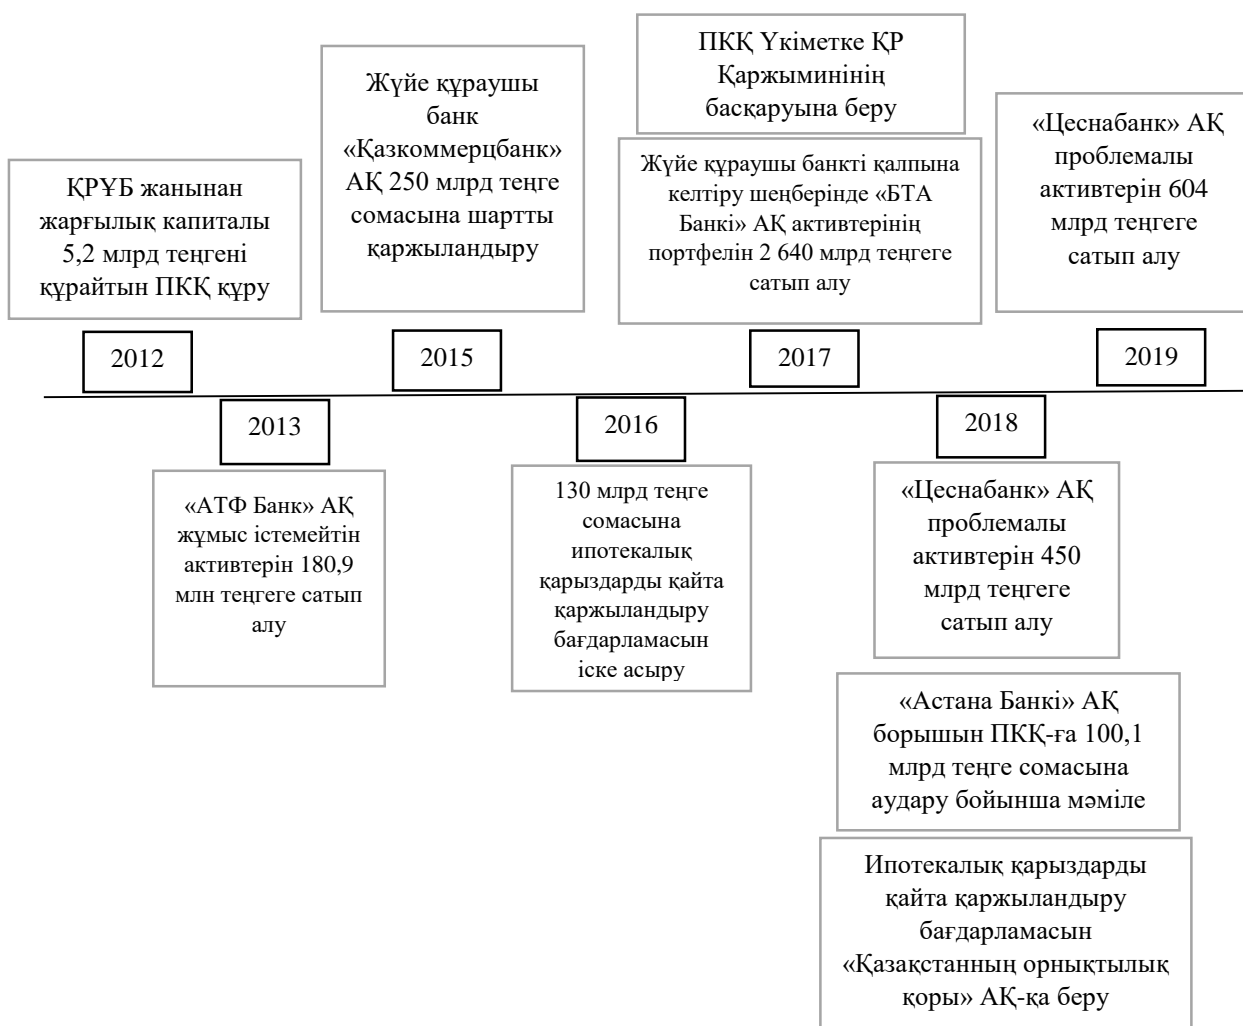 ҚРҰБ жанынан
жарғылық капиталы
5,2 млрд теңгені
құрайтын ПКҚ құру
2012
«АТФ Банк» АҚ
жұмыс істемейтін
активтерін 180,9
млн теңгеге сатып
алу
2013
Жүйе құраушы
банк
«Қазкоммерцбанк»
АҚ 250 млрд теңге
сомасына шартты
қаржыландыру
2015
130 млрд теңге
сомасына
ипотекалық
қарыздарды қайта
қаржыландыру
бағдарламасын
іске асыру
2016
ПКҚ Үкіметке ҚР
Қаржыминінің
басқаруына беру
Жүйе құраушы банкті қалпына
келтіру шеңберінде «БТА
Банкі» АҚ активтерінің
портфелін 2 640 млрд теңгеге
сатып алу
2017
2018
«Цеснабанк» АҚ
проблемалы
активтерін 450
млрд теңгеге
сатып алу
«Астана Банкі» АҚ
борышын ПКҚ-ға 100,1
млрд теңге сомасына
аудару бойынша мәміле
Ипотекалық қарыздарды
қайта қаржыландыру
бағдарламасын
«Қазақстанның орнықтылық
қоры» АҚ-қа беру
«Цеснабанк» АҚ
проблемалы
активтерін 604
млрд теңгеге
сатып алу
2019